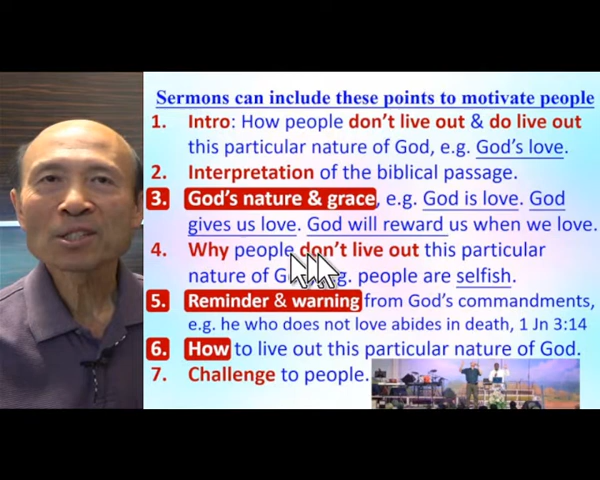 Sermons can include these points to motivate people
1. Intro: How people don't live out & do live out
this particular nature of God, e.g. God's love.
2. Interpretation of the biblical passage.
3. God's nature & grace, e.g. God is love. God
gives us love. God will reward us when we love.
4. Why people don't live out this particular
nature of G g. people are selfish.
5. Reminder & warning from God's commandments,
e.g. he who does not love abides in death, 1 Jn 3:14
6. How to live out this particular nature of God.
7. Challenge to people.